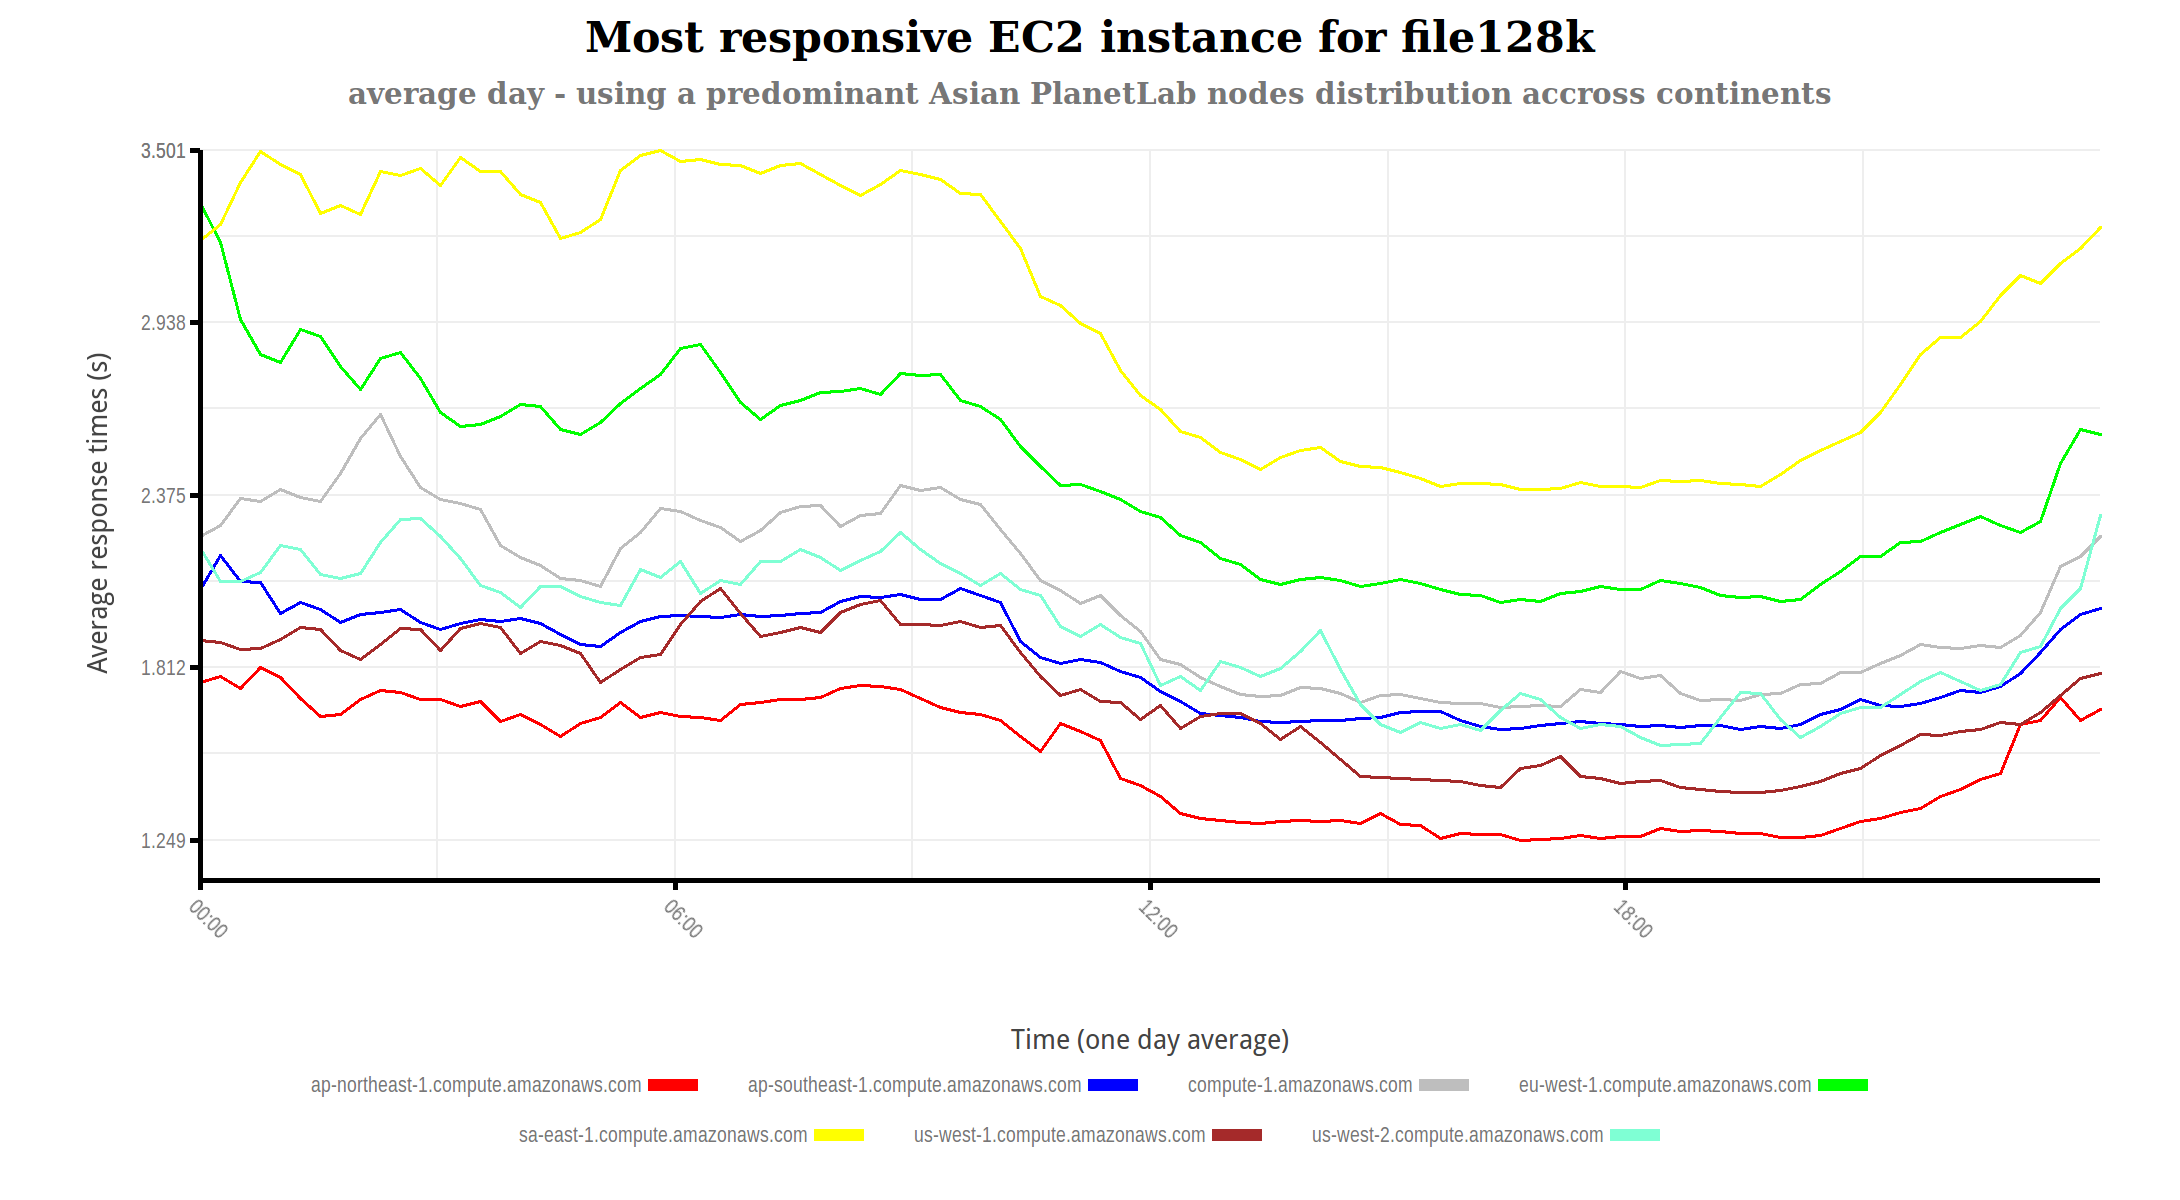 Most responsive EC2 instance for file128k
average day - using a predominant Asian PlanetLab nodes distribution accross continents
3.501
2.938
2.375
1.812
1.249
Average response times (s)
00:00
06:00
12:00
18:00
Time (one day average)
ap-northeast-1.compute.amazonaws.com
ap-southeast-1.compute.amazonaws.com
compute-1.amazonaws.com
eu-west-1.compute.amazonaws.com
sa-east-1.compute.amazonaws.com
us-west-1.compute.amazonaws.com
us-west-2.compute.amazonaws.com